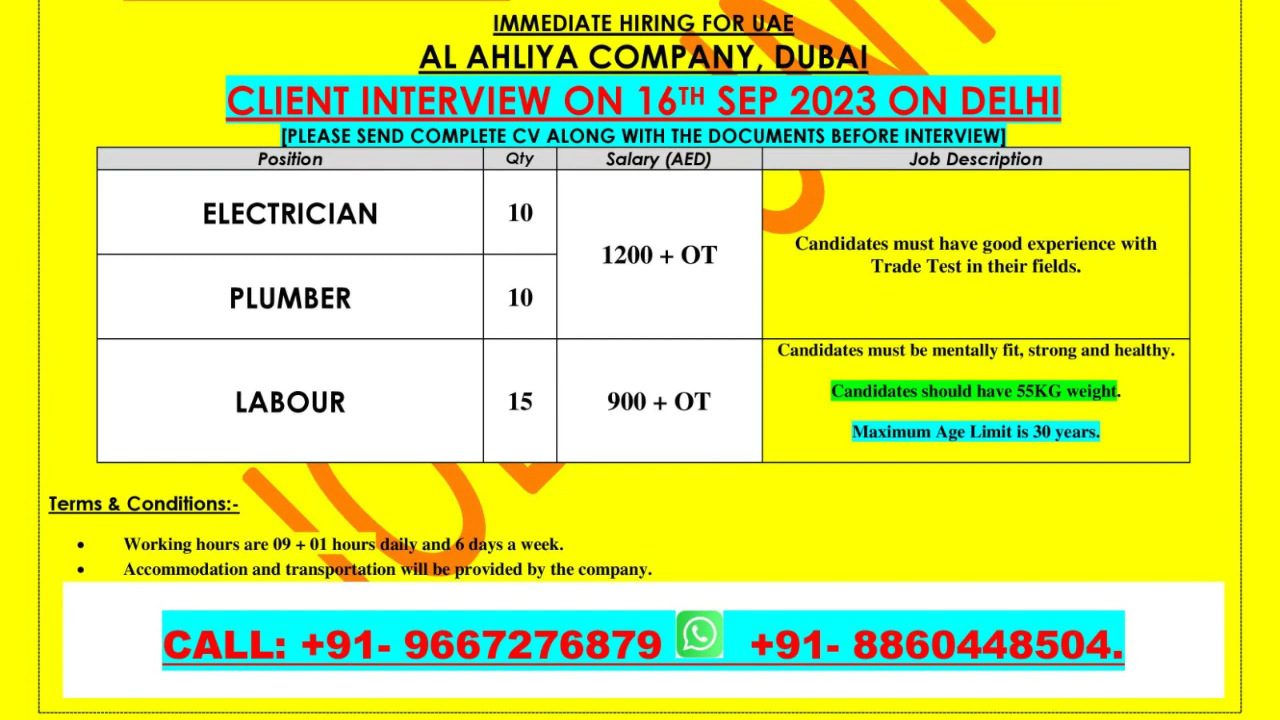 IMMEDIATE HIRING FOR UAE
AL AHLIYA COMPANY, DUBAI
CLIENT INTERVIEW ON 16TH SEP 2023 ON DELHI
[PLEASE SEND COMPLETE CV ALONG WITH THE DOCUMENTS BEFORE INTERVIEW]
Position Qty Salary (AED) Job Description
ELECTRICIAN 10
1200 + OT
Candidates must have good experience with
Trade Test in their fields.
PLUMBER 10
LABOUR 15 900 + OT
Candidates must be mentally fit, strong and healthy.
Candidates should have 55KG weight.
Maximum Age Limit is 30 years.
Terms & Conditions:-
• Working hours are 09 + 01 hours daily and 6 days a week.
• Accommodation and transportation will be provided by the company.
CALL: +91- 9667276879 +91- 8860448504.